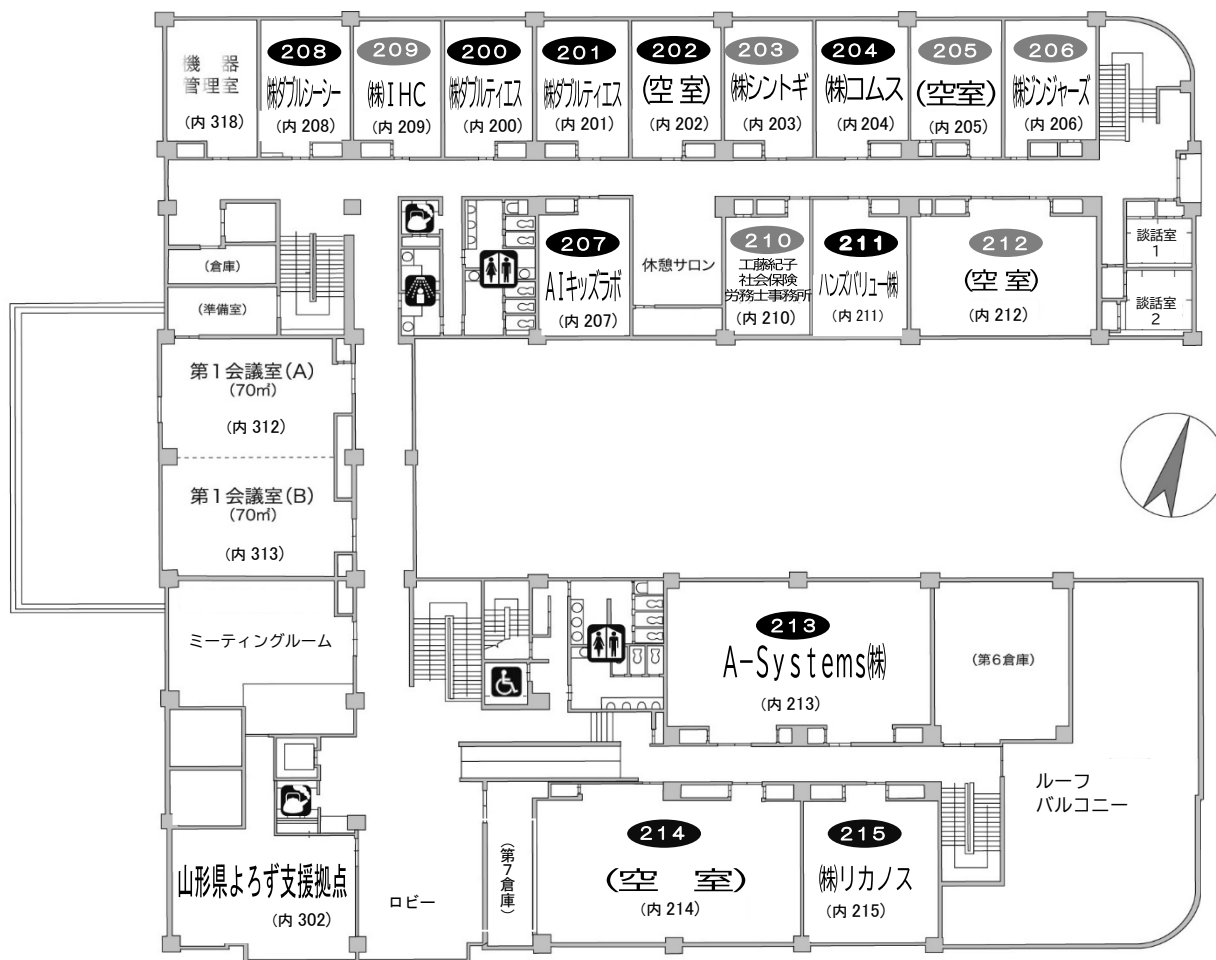 機 器
管理室
(内 318)
208
㈱ダブルシーシー
(内 208)
209
㈱IHC
(内 209)
200
㈱ダブルティエス
(内 200)
201
㈱ダブルティエス
(内 201)
202
(空 室)
(内 202)
203
㈱シントギ
(内 203)
204
㈱コムス
(内 204)
205
(空室)
(内 205)
206
㈱ジンジャーズ
(内 206)
207
AIキッズラボ
(内 207)
休憩サロン
210
工藤紀子
社会保険
労務士事務所
(内 210)
211
ハンズバリュー㈱
(内 211)
212
(空 室)
(内 212)
談話室
1
談話室
2
(倉庫)
(準備室)
第1会議室(A)
(70㎡)
(内 312)
第1会議室(B)
(70㎡)
(内 313)
ミーティングルーム
213
A-Systems㈱
(内 213)
(第6倉庫)
ルーフ
バルコニー
214
(空 室)
(内 214)
215
㈱リカノス
(内 215)
(第7倉庫)
ロビー
山形県よろず支援拠点
(内 302)